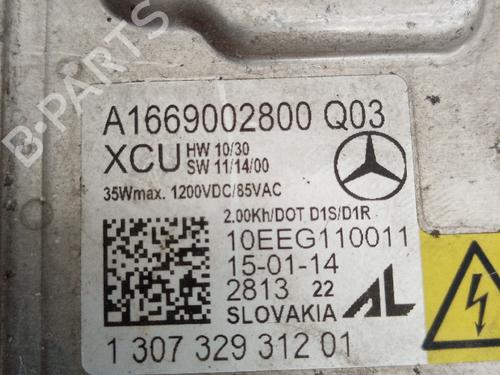 B-PARTS
A1669002800 Q03
XCU HW 10/30
SW 11/14/00
35Wmax. 1200VDC/85VAC
2.00Kh/DOT D1S/D1R
10EEG110011
15-01-14
2813 22
SLOVAKIA AL
1 307 329 312 01